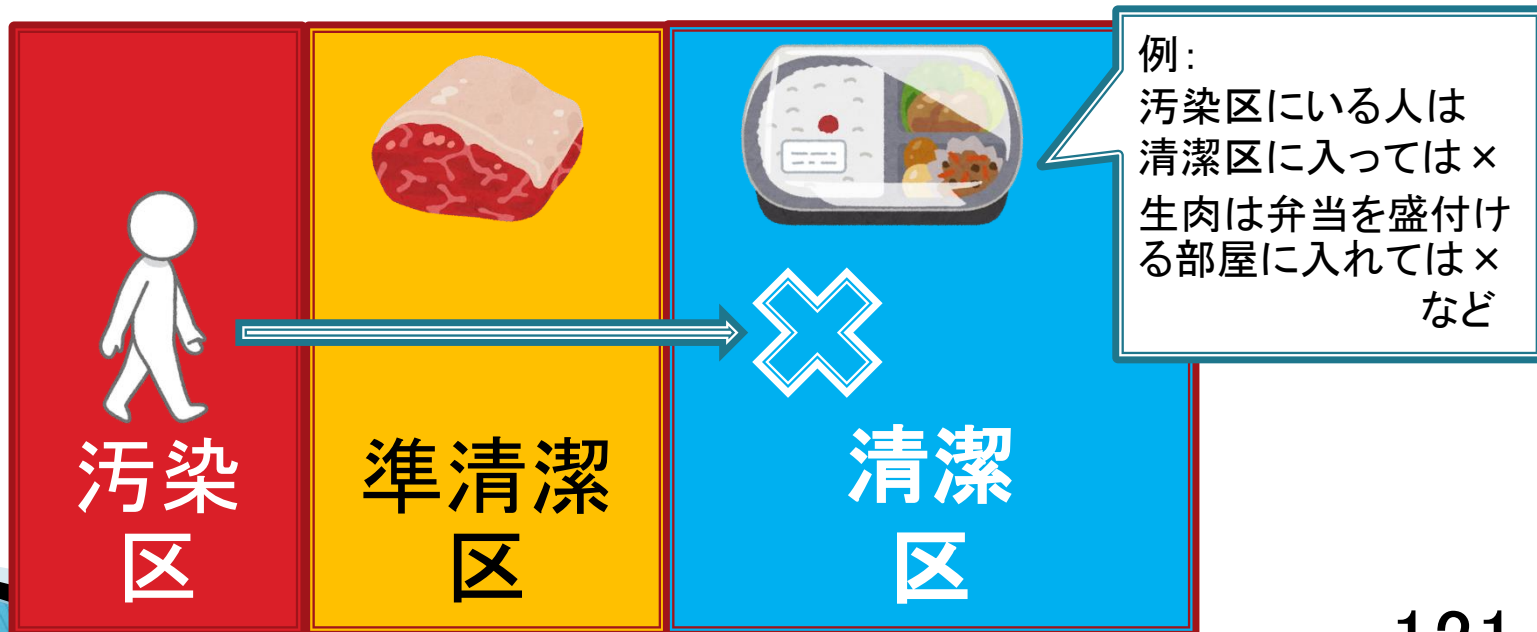 例：
汚染区にいる人は
清潔区に入っては×
生肉は弁当を盛付け
る部屋に入れては×
など
汚染
区
準清潔
区
清潔
区
121